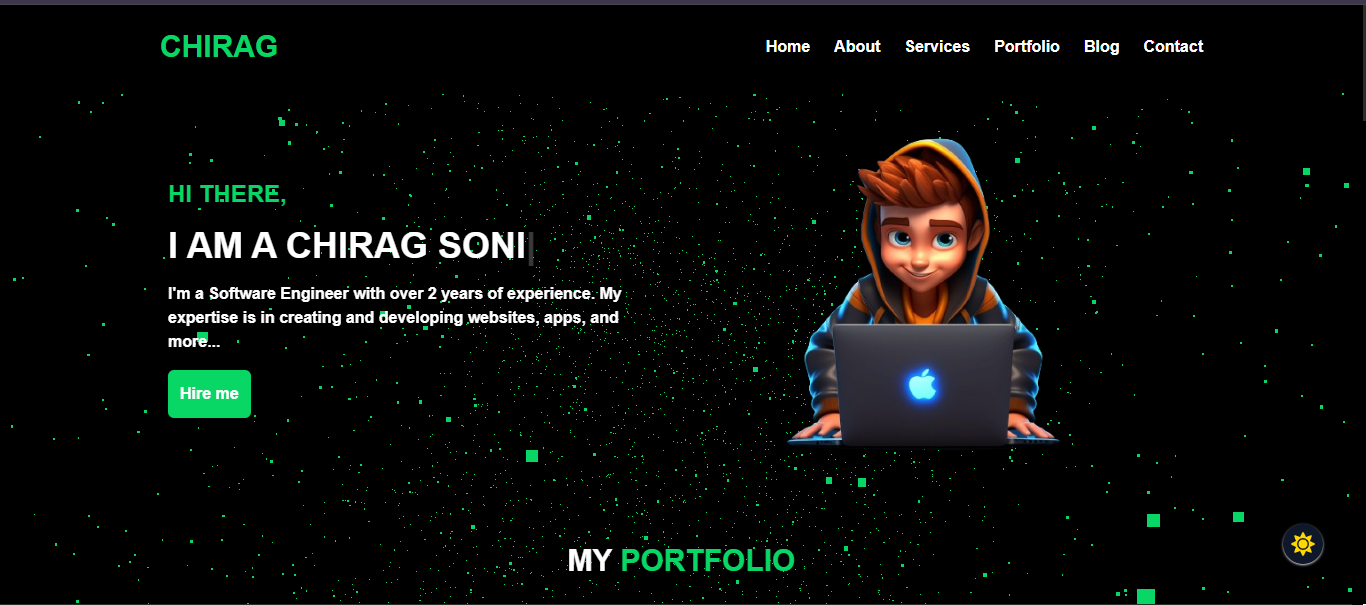 CHIRAG
Home About Services Portfolio Blog Contact
HI THERE,
I AM A CHIRAG SONI
I'm a Software Engineer with over 2 years of experience. My
expertise is in creating and developing websites, apps, and
more...
Hire me
MY PORTFOLIO